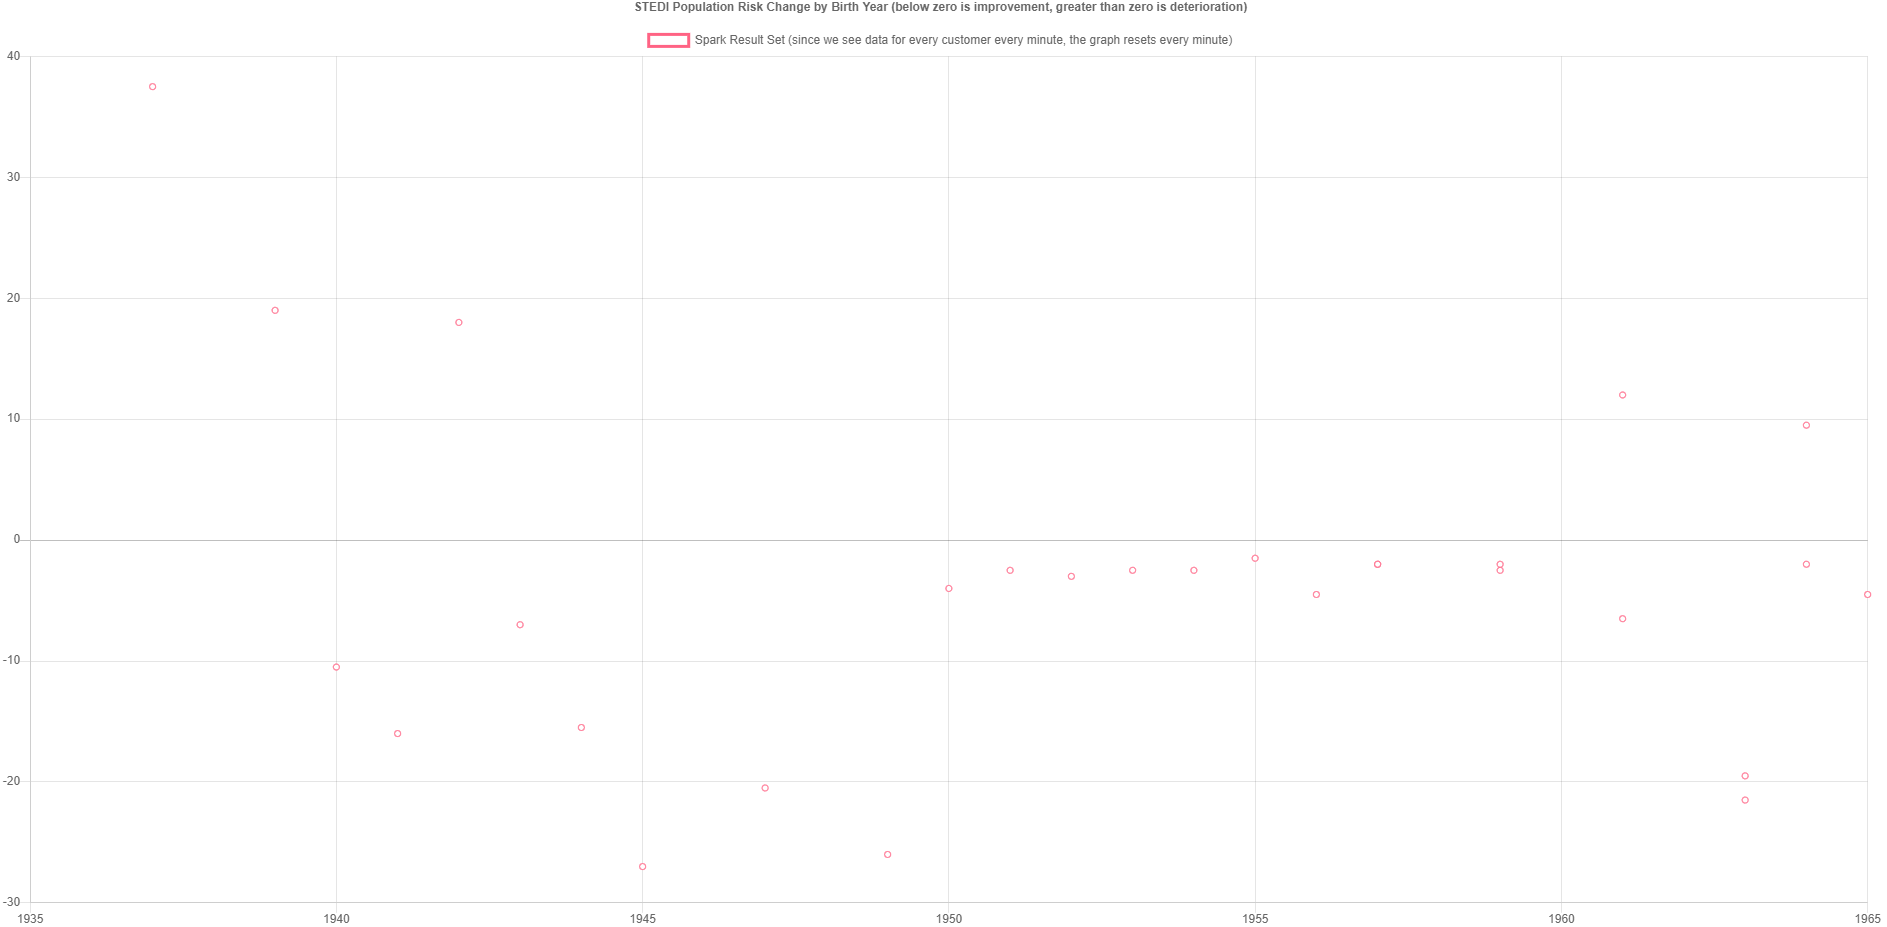 STEDI Population Risk Change by Birth Year (below zero is improvement, greater than zero is deterioration)
Spark Result Set (since we see data for every customer every minute, the graph resets every minute)
40
30
20
10
0
-10
-20
-30
1935 1940 1945 1950 1955 1960 1965